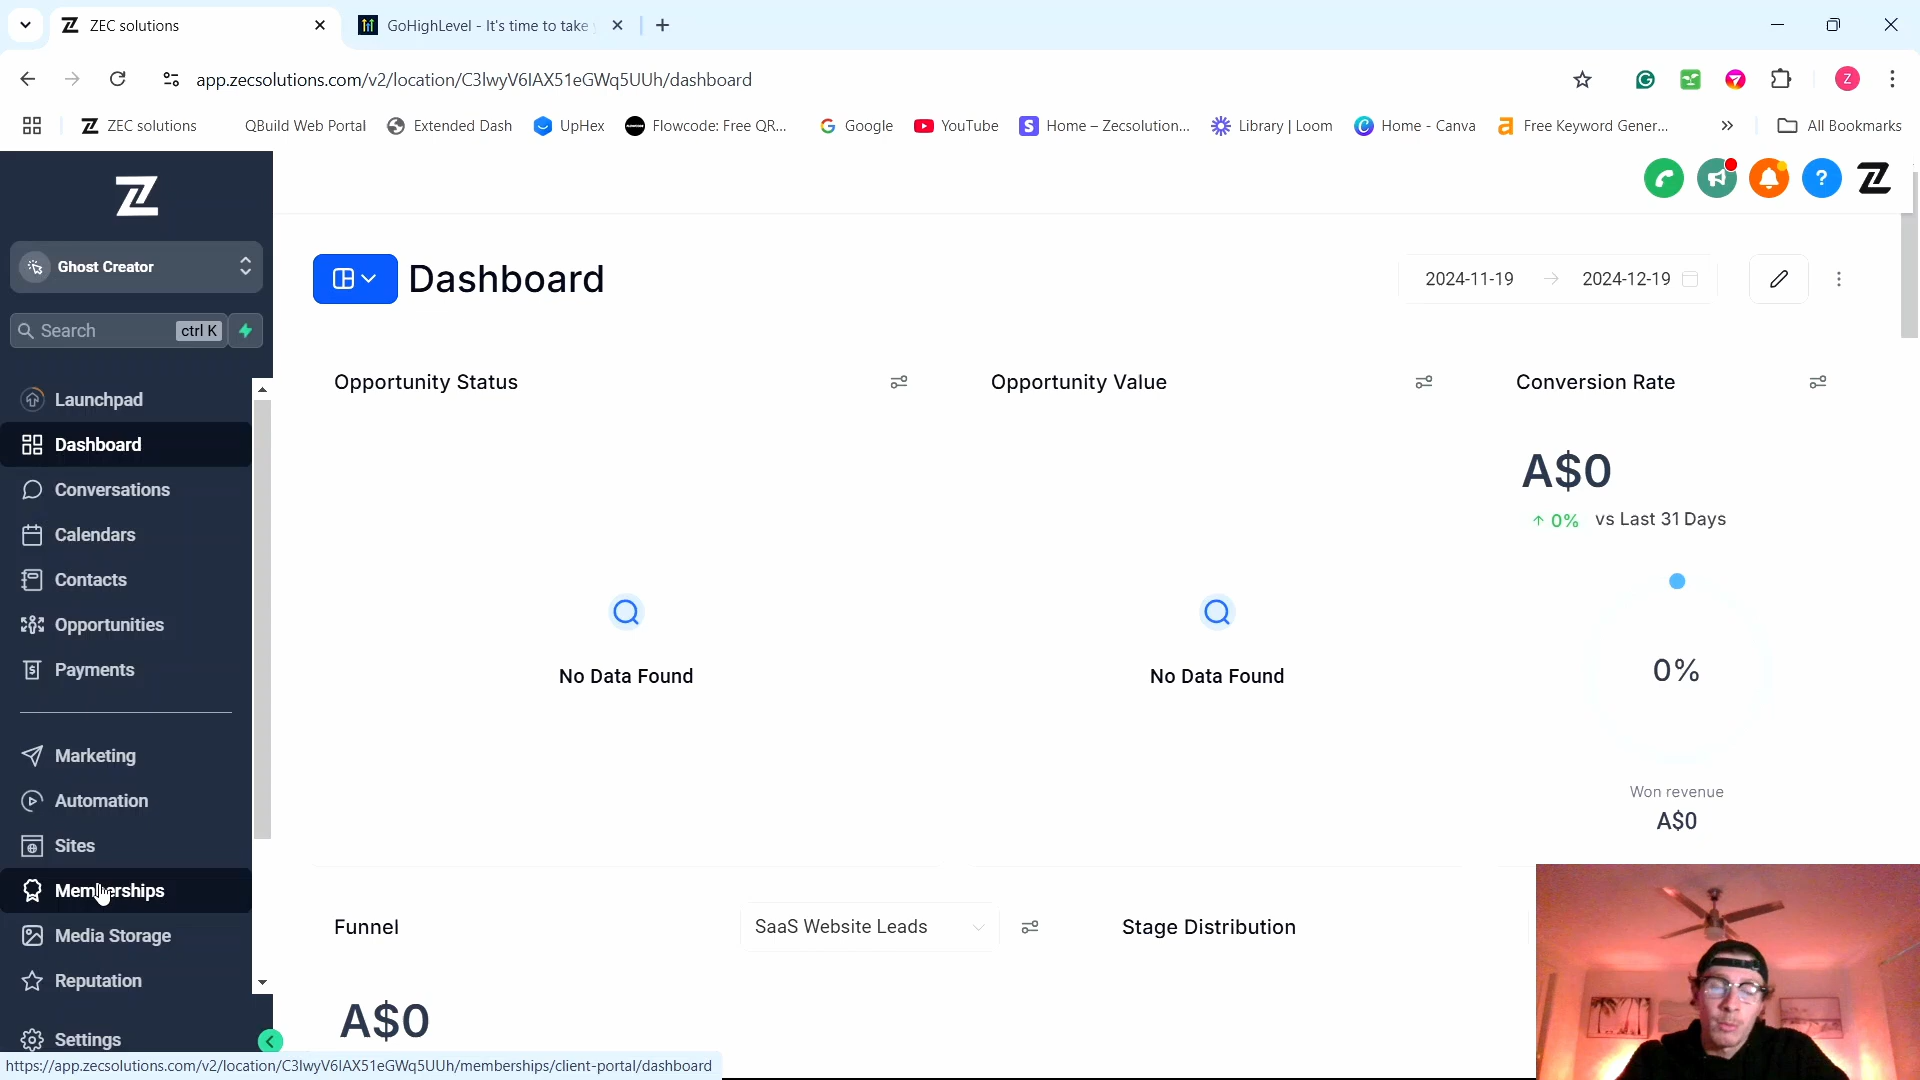 ZEC solutions
GoHighLevel - It's time to take
app.zecsolutions.com/v2/location/C3lwyV6IAX51eGWq5UUh/dashboard
Z
ZEC solutions
QBuild Web Portal
Extended Dash
UpHex
Flowcode: Free QR...
Google
YouTube
Home – Zecsolution...
Library | Loom
Home - Canva
Free Keyword Gener...
All Bookmarks
Ghost Creator
Search
ctrl K
Launchpad
Dashboard
Conversations
Calendars
Contacts
Opportunities
Payments
Marketing
Automation
Sites
Memberships
Media Storage
Reputation
Settings
Dashboard
2024-11-19
2024-12-19
Opportunity Status
No Data Found
Opportunity Value
No Data Found
Conversion Rate
A$0
0% vs Last 31 Days
0%
Won revenue
A$0
Funnel
SaaS Website Leads
A$0
Stage Distribution
https://app.zecsolutions.com/v2/location/C3lwyV6IAX51eGWq5UUh/memberships/client-portal/dashboard